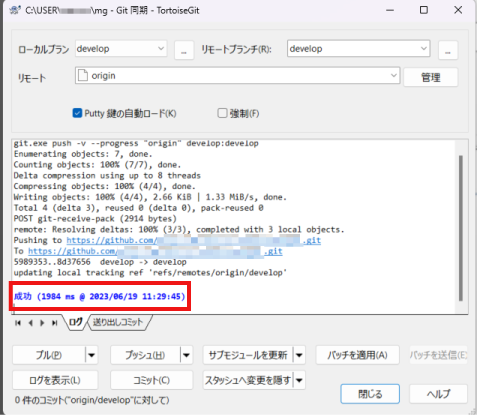 C:\USER\ \mg - Git 同期 - TortoiseGit
ローカルブラン develop ... リモートブランチ(R): develop ...
リモート origin 管理
Putty 鍵の自動ロード(K) 強制(F)
git.exe push -v --progress "origin" develop:develop
Enumerating objects: 7, done.
Counting objects: 100% (7/7), done.
Delta compression using up to 8 threads
Compressing objects: 100% (4/4), done.
Writing objects: 100% (4/4), 2.66 KiB | 1.33 MiB/s, done.
Total 4 (delta 3), reused 0 (delta 0), pack-reused 0
POST git-receive-pack (2914 bytes)
remote: Resolving deltas: 100% (3/3), completed with 3 local objects.
Pushing to https://github.com/ .git
To https://github.com/ .git
5989353..8d37656 develop -> develop
updating local tracking ref 'refs/remotes/origin/develop'
成功 (1984 ms @ 2023/06/19 11:29:45)
ログ 送り出しコミット
プル(P) プッシュ(H) サブモジュールを更新 パッチを適用(A) パッチを送信(E)
ログを表示(L) コミット(C) スタッシュへ変更を隠す
0 件のコミット("origin/develop"に対して) 閉じる ヘルプ